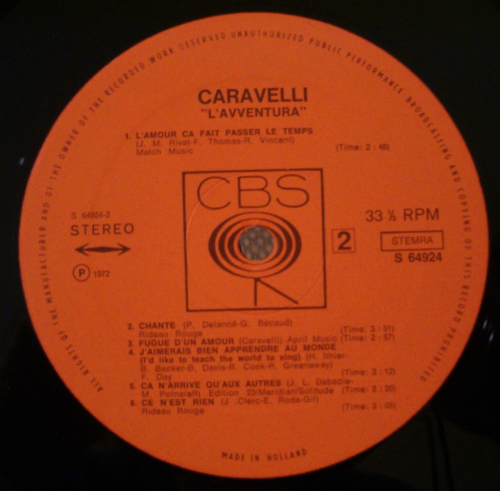 ALL RIGHTS OF THE MANUFACTURER AND OF THE OWNER OF THE RECORDED WORK RESERVED UNAUTHORIZED PUBLIC PERFORMANCE BROADCASTING AND COPYING OF THIS RECORD PROHIBITED
CARAVELLI
"L'AVVENTURA"
1. L'AMOUR CA FAIT PASSER LE TEMPS
(J. M. Rivat-F. Thomas-R. Vincent)
Match Music (Time: 2 : 48)
CBS
S 64924-2
STEREO
P 1972
33 ⅓ RPM
2
STEMRA
S 64924
2. CHANTE (P. Delancé-G. Bécaud)
Rideau Rouge (Time: 3 : 51)
3. FUGUE D'UN AMOUR (Caravelli) April Music (Time: 2 : 57)
4. J'AIMERAIS BIEN APPRENDRE AU MONDE
(I'd like to teach the world to sing) (H. Ithier-
B. Backer-B. Davis-R. Cook-R. Greenaway)
F. Day (Time: 3 : 12)
5. CA N'ARRIVE QU'AUX AUTRES (J. L. Dabadie-
M. Polnareff) Edition 23/Meridian/Solitude (Time: 2 : 20)
6. CE N'EST RIEN (J. Clerc-E. Roda-Gil)
Rideau Rouge (Time: 3 : 05)
MADE IN HOLLAND